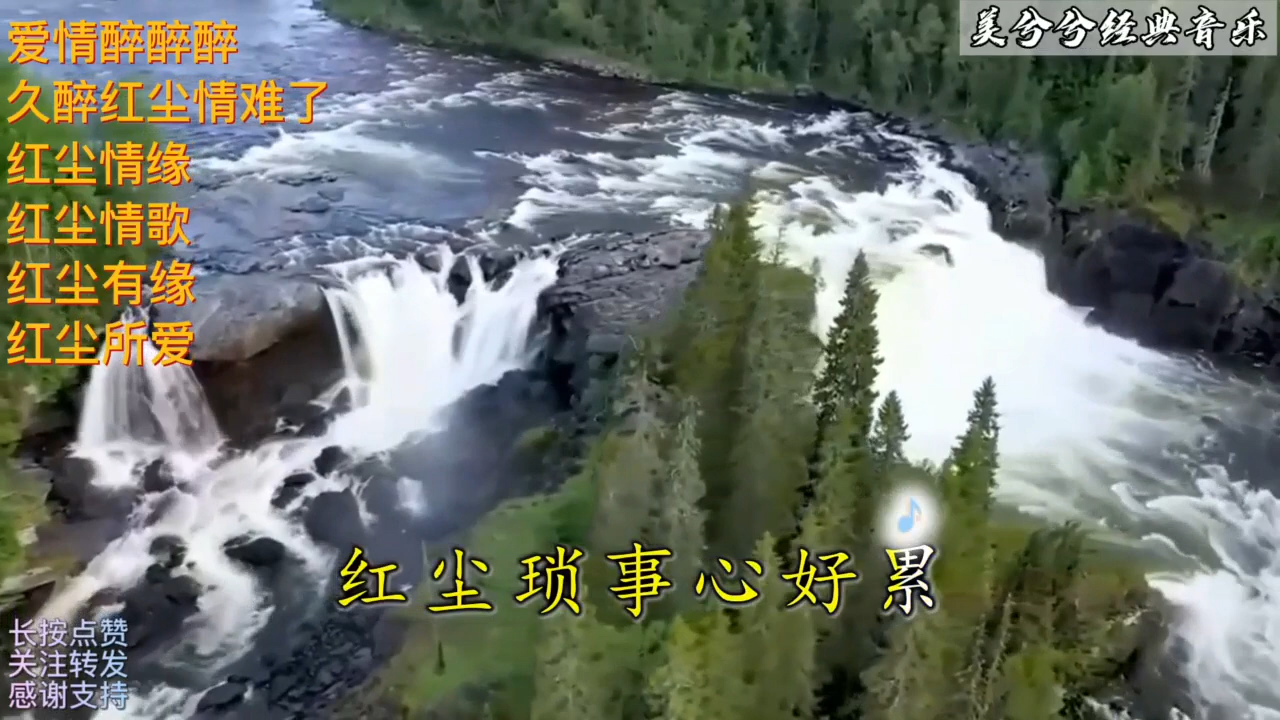 美兮兮经典音乐
爱情醉醉醉
久醉红尘情难了
红尘情缘
红尘情歌
红尘有缘
红尘所爱
红尘琐事心好累
长按点赞
关注转发
感谢支持